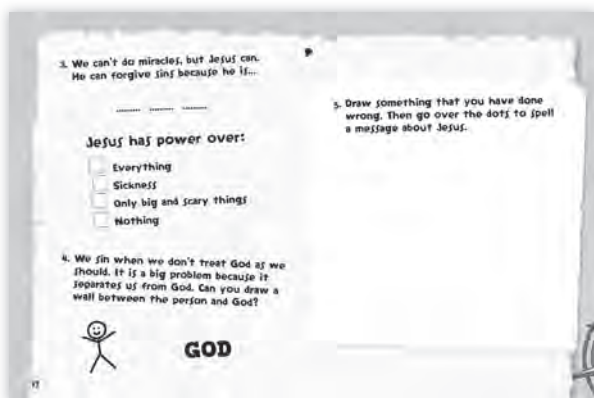 3. We can't do miracles, but Jesus can.
He can forgive sins because he is...
Jesus has power over:
Everything
Sickness
Only big and scary things
Nothing
4. We sin when we don't treat God as we
should. It is a big problem because it
separates us from God. Can you draw a
wall between the person and God?
GOD
5. Draw something that you have done
wrong. Then go over the dots to spell
a message about Jesus.